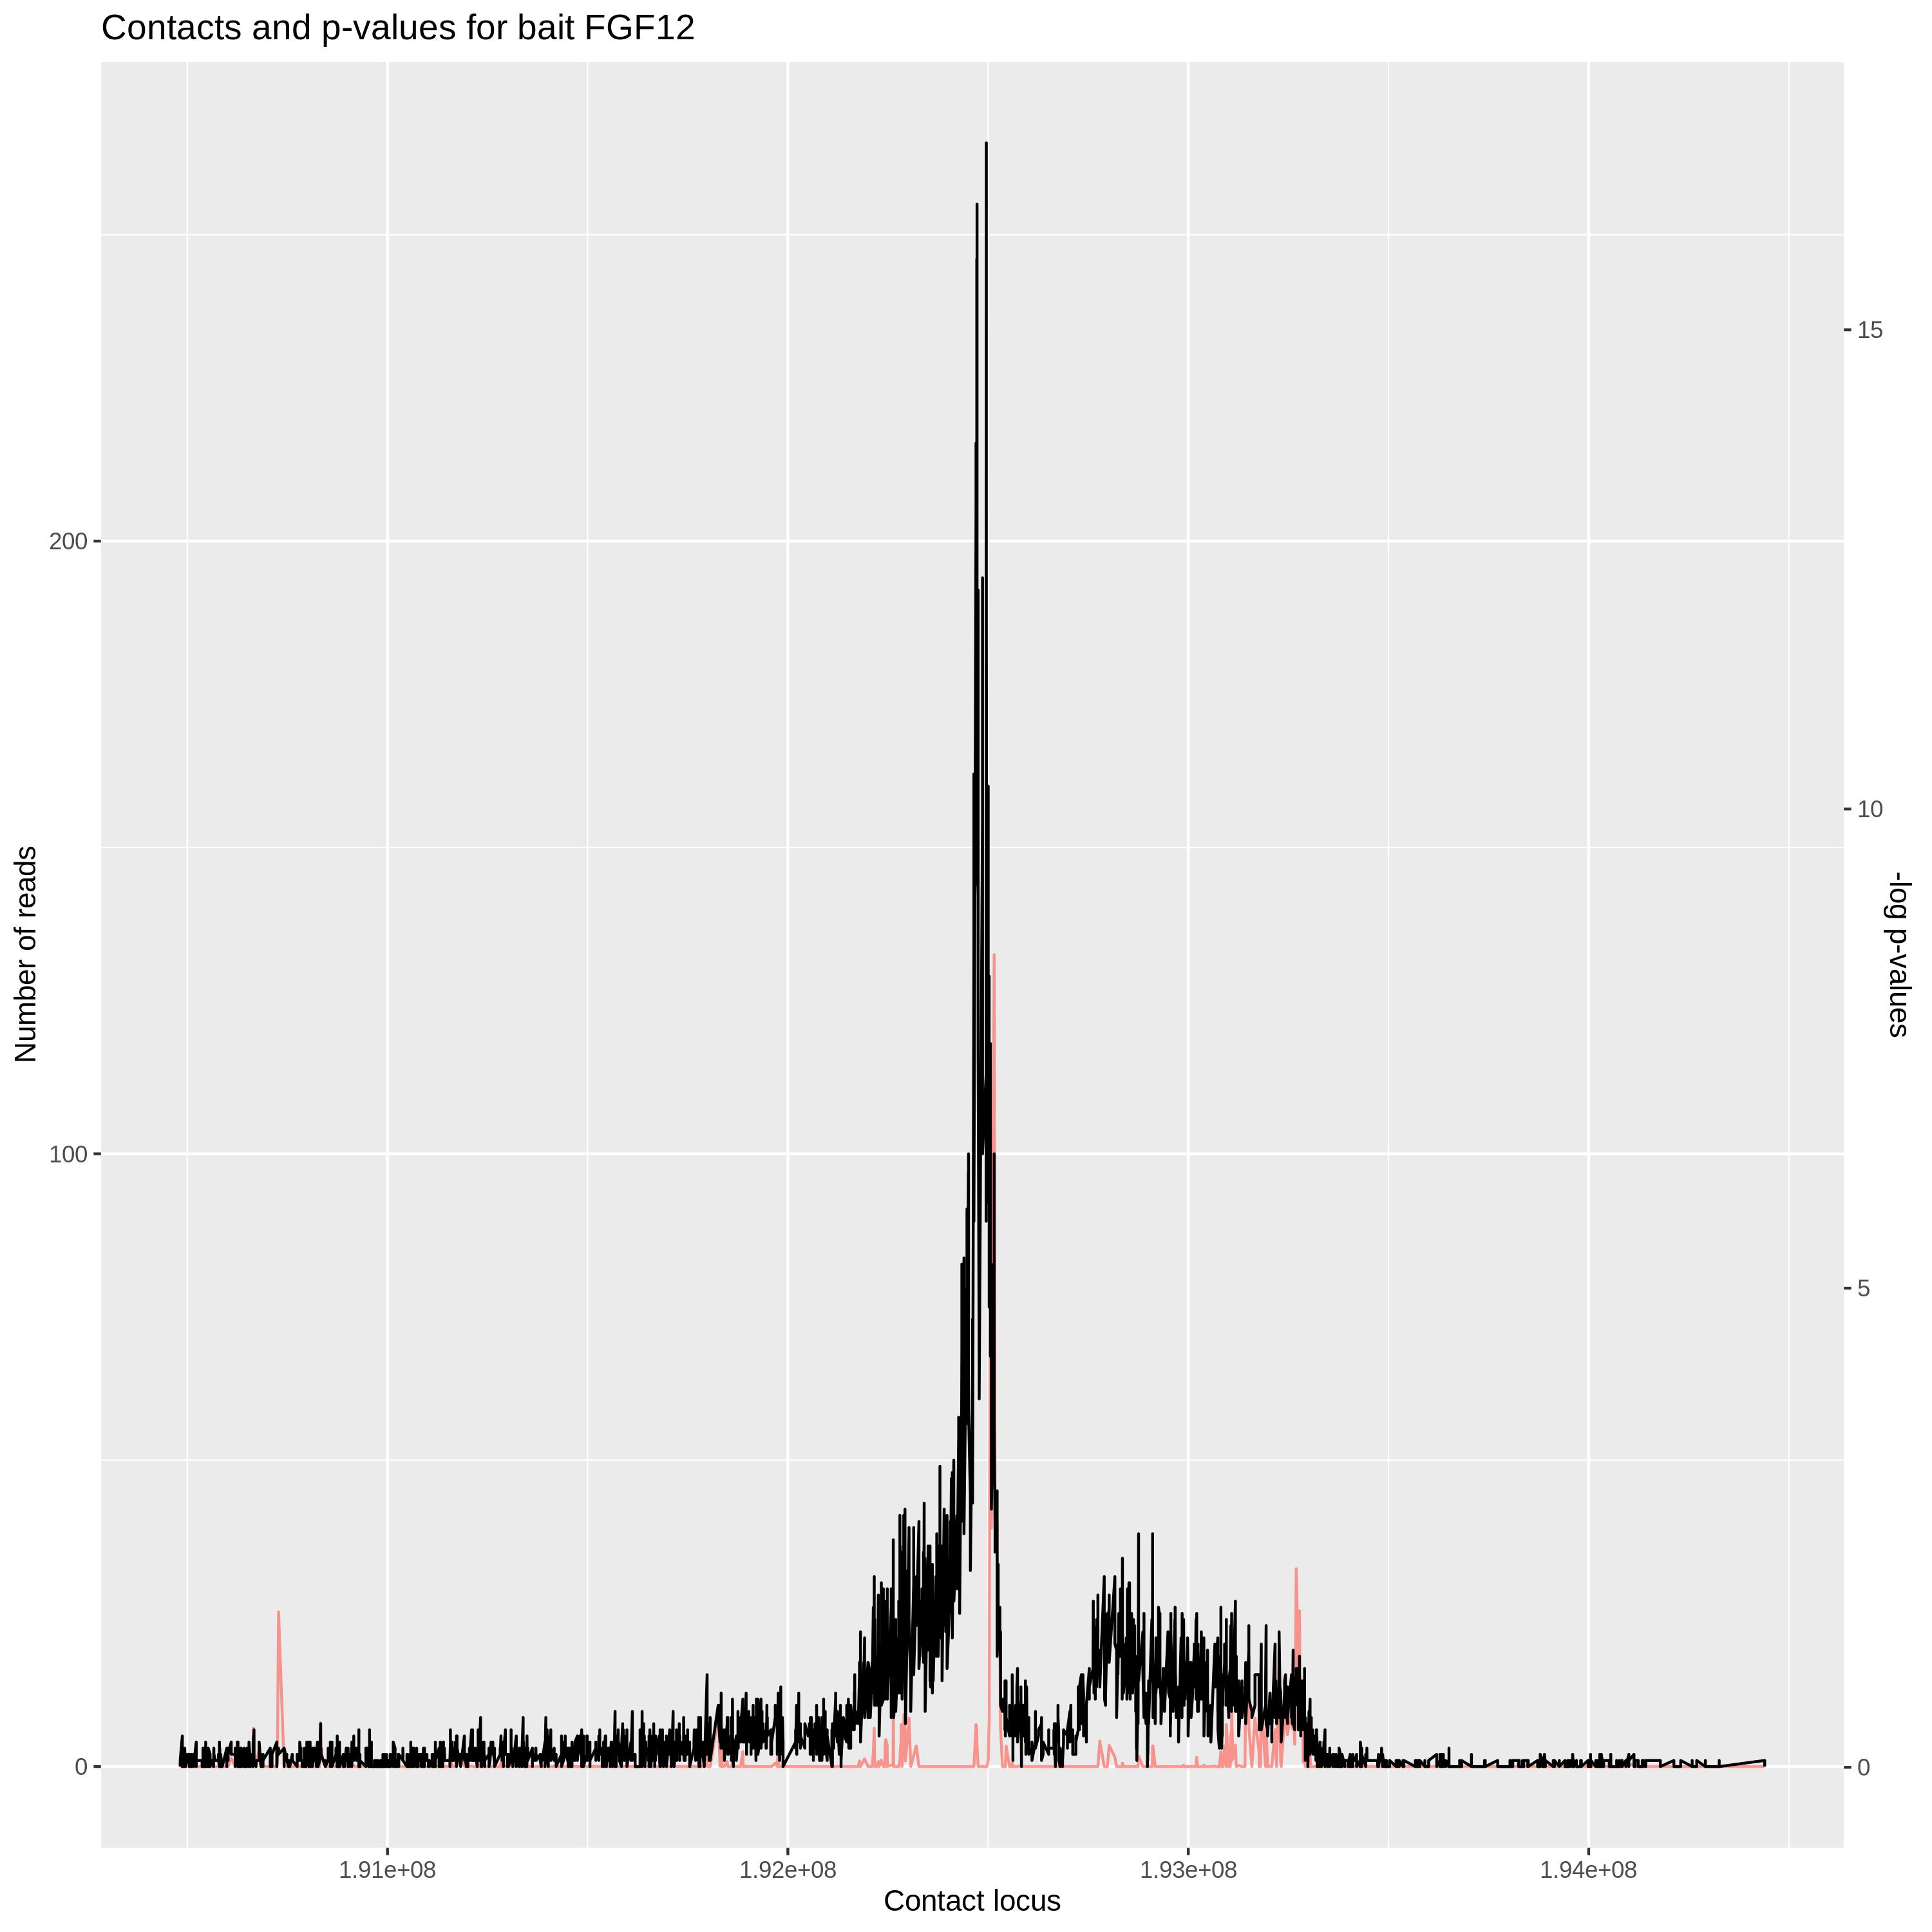 Contacts and p-values for bait FGF12
Number of reads
200
100
0
15
10
5
0
-log p-values
1.91e+08
1.92e+08
1.93e+08
1.94e+08
Contact locus